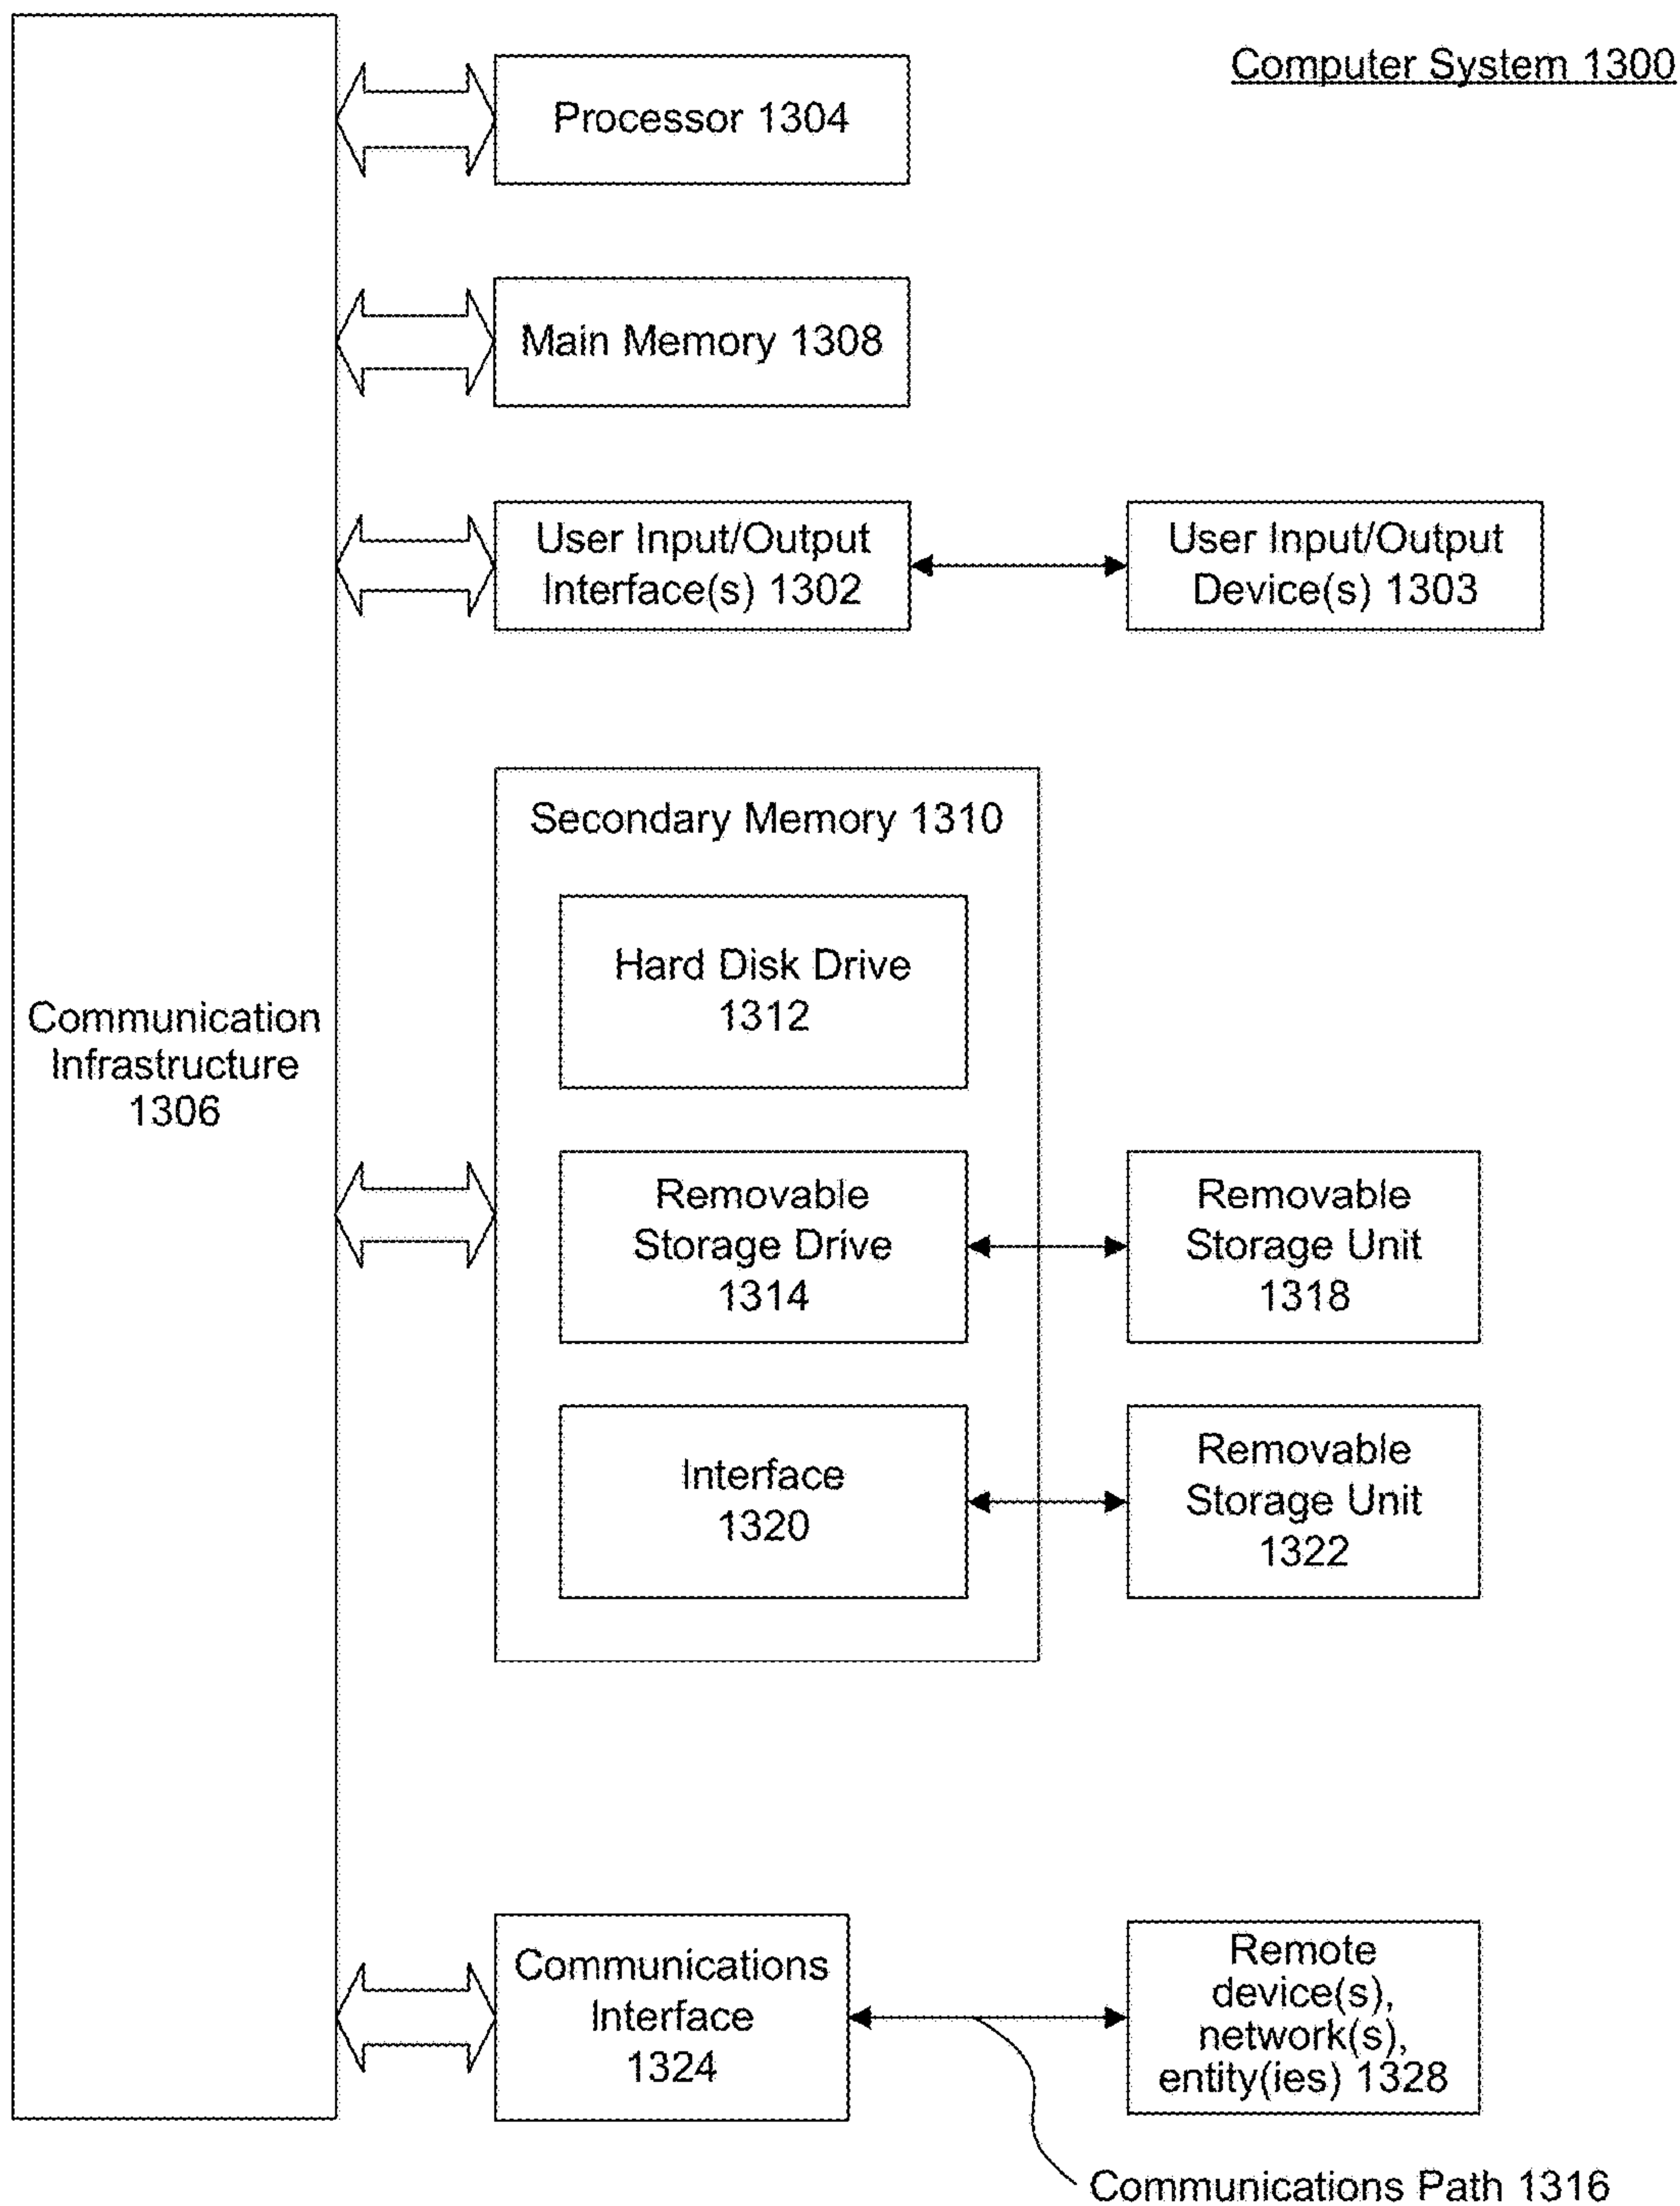 Computer System 1300
Processor 1304
Main Memory 1308
User Input/Output
Interface(s) 1302
User Input/Output
Device(s) 1303
Secondary Memory 1310
Hard Disk Drive
1312
Communication
Infrastructure
1306
Removable
Storage Drive
1314
Removable
Storage Unit
1318
Interface
1320
Removable
Storage Unit
1322
Communications
Interface
1324
Remote
device(s),
network(s),
entity(ies) 1328
Communications Path 1316